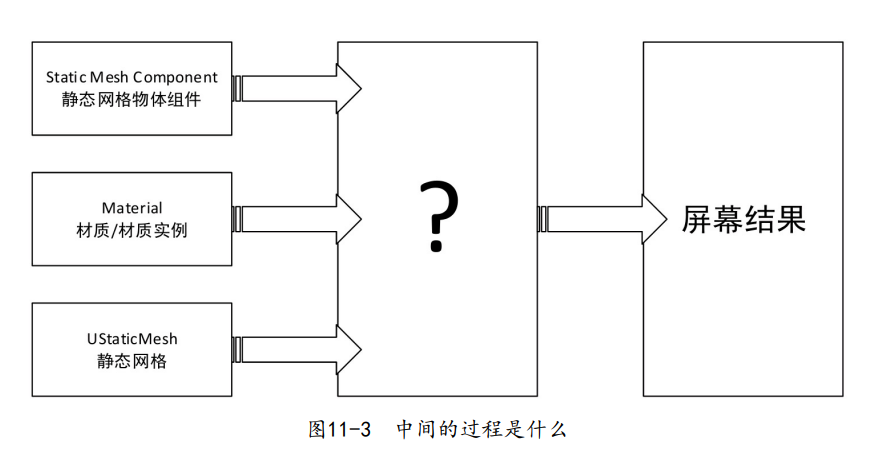 Static Mesh Component
静态网格物体组件
Material
材质/材质实例
UStaticMesh
静态网格
?
屏幕结果
图11-3 中间的过程是什么